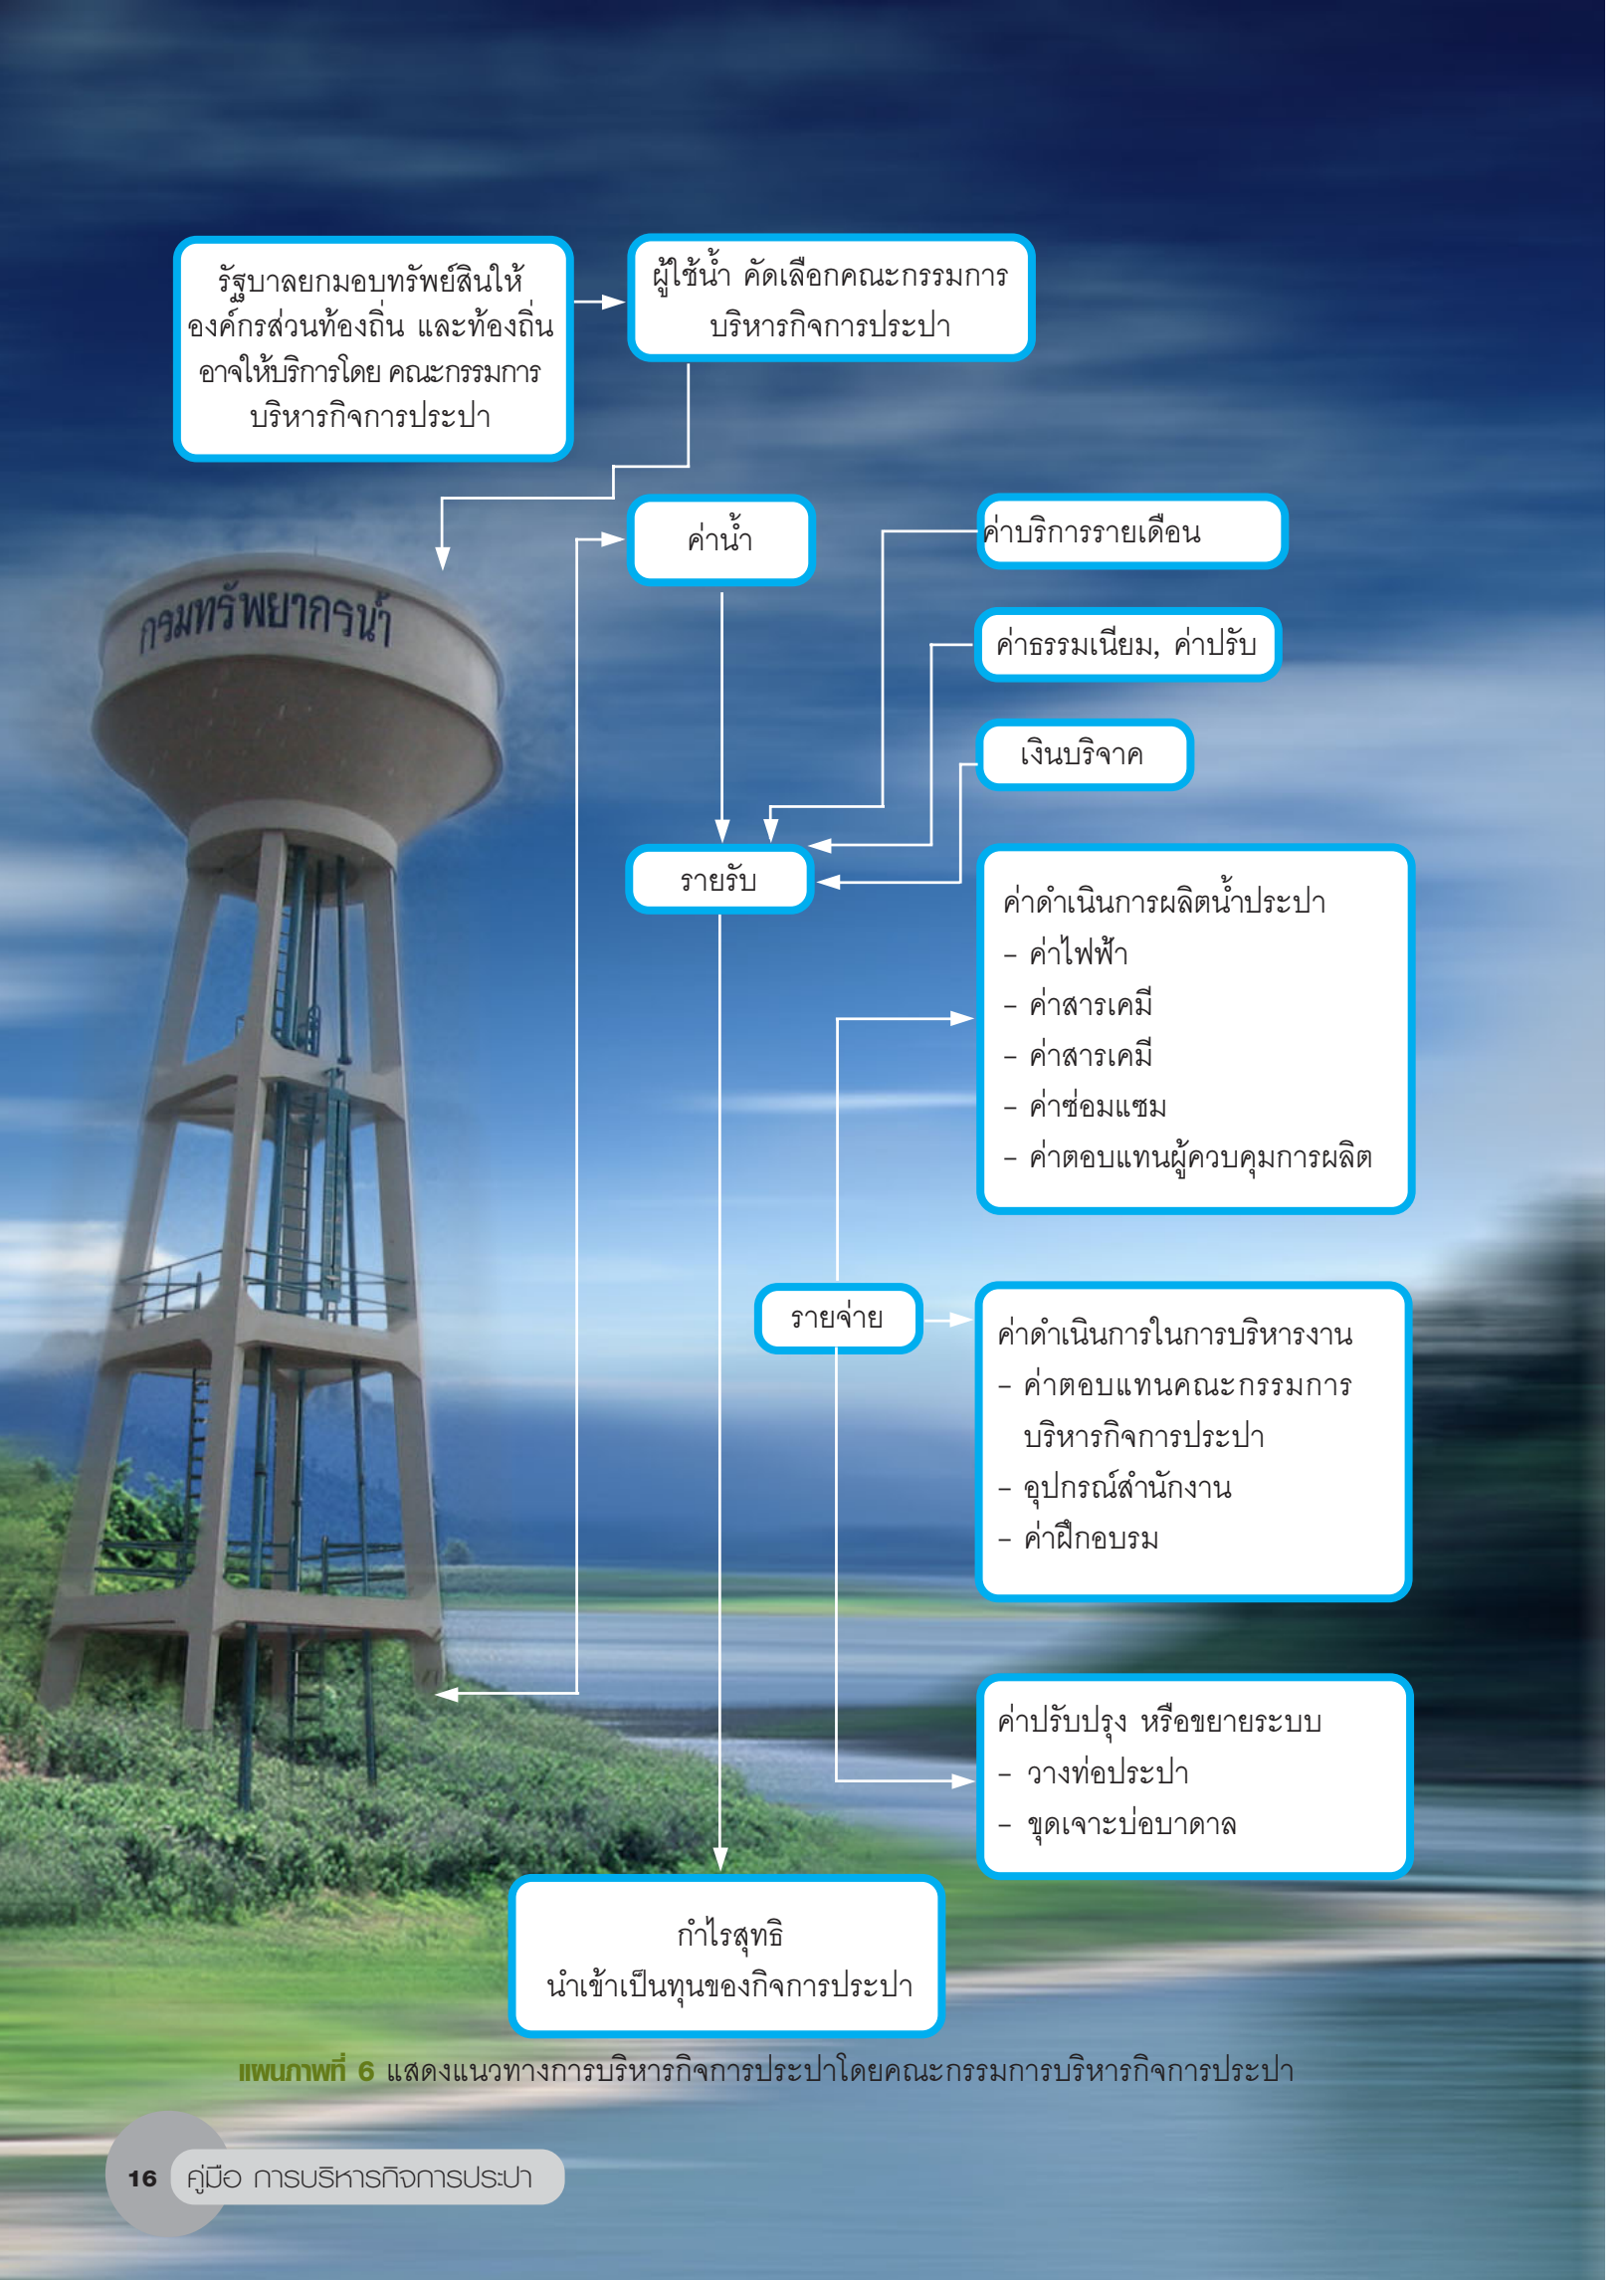 รัฐบาลยกมอบทรัพย์สินให้
องค์กรส่วนท้องถิ่น และท้องถิ่น
อาจให้บริการโดย คณะกรรมการ
บริหารกิจการประปา
ผู้ใช้น้ำ คัดเลือกคณะกรรมการ
บริหารกิจการประปา
ค่าน้ำ
ค่าบริการรายเดือน
กรมทรัพยากรน้ำ
ค่าธรรมเนียม, ค่าปรับ
เงินบริจาค
รายรับ
ค่าดำเนินการผลิตน้ำประปา
- ค่าไฟฟ้า
- ค่าสารเคมี
- ค่าสารเคมี
- ค่าซ่อมแซม
- ค่าตอบแทนผู้ควบคุมการผลิต
รายจ่าย
ค่าดำเนินการในการบริหารงาน
- ค่าตอบแทนคณะกรรมการ
บริหารกิจการประปา
- อุปกรณ์สำนักงาน
- ค่าฝึกอบรม
ค่าปรับปรุง หรือขยายระบบ
- วางท่อประปา
- ขุดเจาะบ่อบาดาล
กำไรสุทธิ
นำเข้าเป็นทุนของกิจการประปา
แผนภาพที่ 6 แสดงแนวทางการบริหารกิจการประปาโดยคณะกรรมการบริหารกิจการประปา
16 คู่มือ การบริหารกิจการประปา